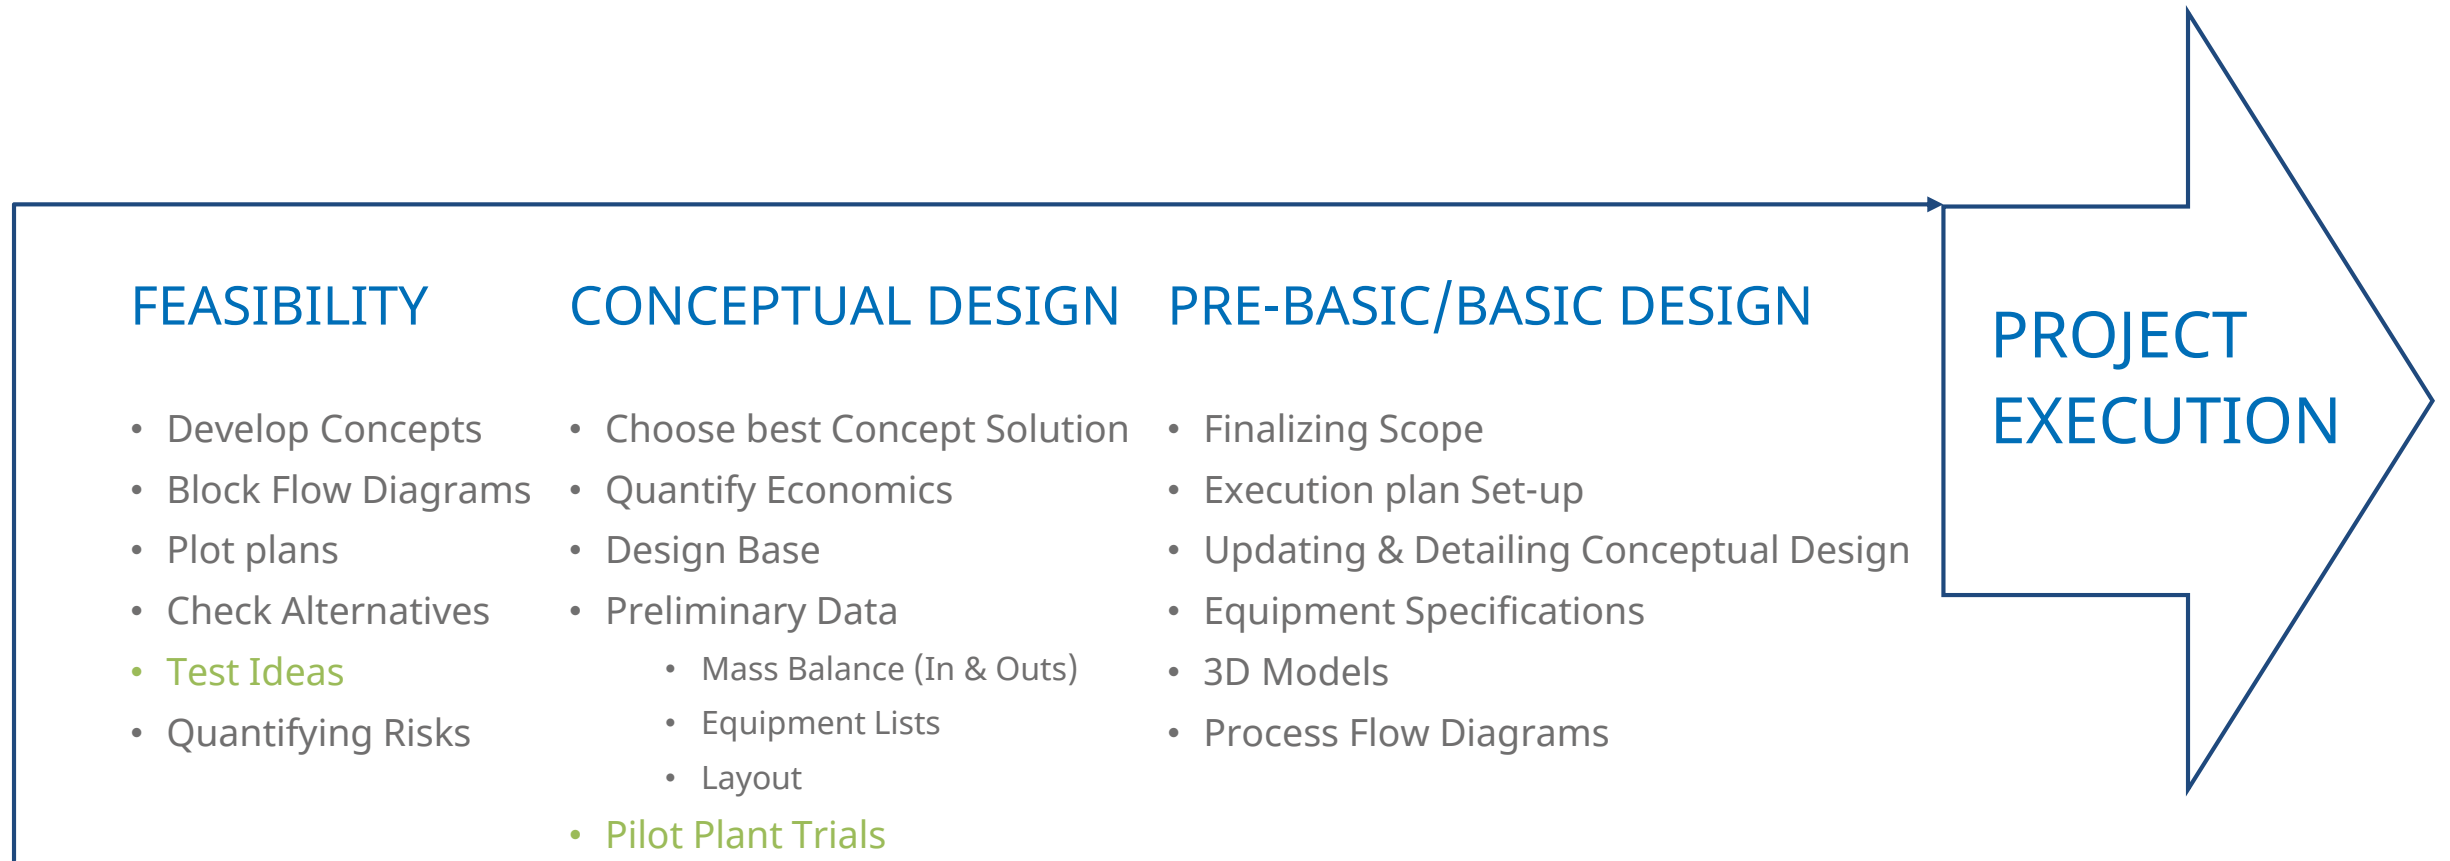 FEASIBILITY
• Develop Concepts
• Block Flow Diagrams
• Plot plans
• Check Alternatives
• Test Ideas
• Quantifying Risks
CONCEPTUAL DESIGN
• Choose best Concept Solution
• Quantify Economics
• Design Base
• Preliminary Data
• Mass Balance (In & Outs)
• Equipment Lists
• Layout
• Pilot Plant Trials
PRE-BASIC/BASIC DESIGN
• Finalizing Scope
• Execution plan Set-up
• Updating & Detailing Conceptual Design
• Equipment Specifications
• 3D Models
• Process Flow Diagrams
PROJECT
EXECUTION